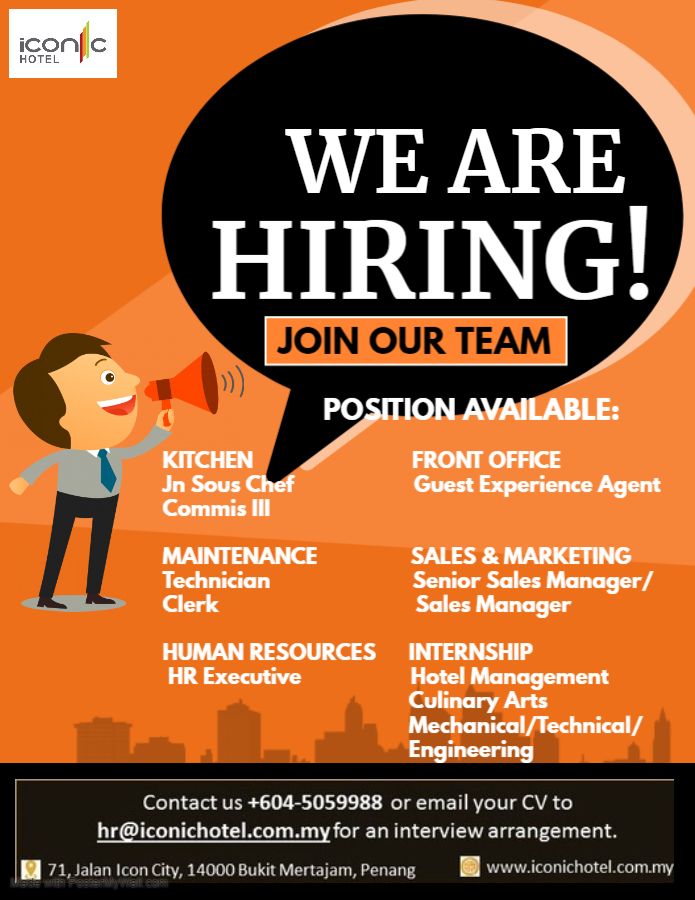 iconic
HOTEL
WE ARE
HIRING!
JOIN OUR TEAM
POSITION AVAILABLE:
KITCHEN
Jn Sous Chef
Commis III
FRONT OFFICE
Guest Experience Agent
MAINTENANCE
Technician
Clerk
SALES & MARKETING
Senior Sales Manager/
Sales Manager
HUMAN RESOURCES
HR Executive
INTERNSHIP
Hotel Management
Culinary Arts
Mechanical/Technical/
Engineering
Contact us +604-5059988 or email your CV to
hr@iconichotel.com.my for an interview arrangement.
71, Jalan Icon City, 14000 Bukit Mertajam, Penang
www.iconichotel.com.my
Made with PosterMyWall.com